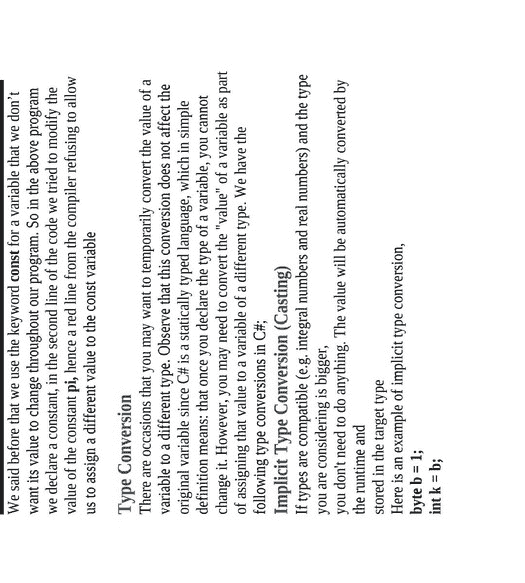 We said before that we use the keyword const for a variable that we don't
want its value to change throughout our program. So in the above program
we declare a constant, in the second line of the code we tried to modify the
value of the constant pi, hence a red line from the compiler refusing to allow
us to assign a different value to the const variable
Type Conversion
There are occasions that you may want to temporarily convert the value of a
variable to a different type. Observe that this conversion does not affect the
original variable since C# is a statically typed language, which in simple
definition means: that once you declare the type of a variable, you cannot
change it. However, you may need to convert the "value" of a variable as part
of assigning that value to a variable of a different type. We have the
following type conversions in C#;
Implicit Type Conversion (Casting)
If types are compatible (e.g. integral numbers and real numbers) and the type
you are considering is bigger,
you don't need to do anything. The value will be automatically converted by
the runtime and
stored in the target type
Here is an example of implicit type conversion,
byte b = 1;
int k = b;